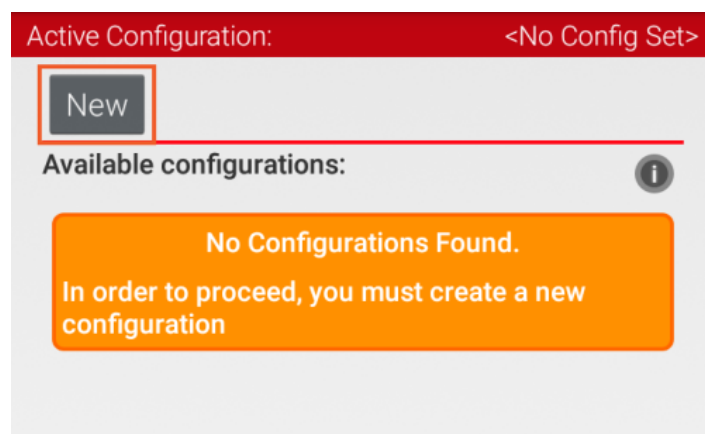 Active Configuration: <No Config Set>
New
Available configurations:
No Configurations Found.
In order to proceed, you must create a new
configuration